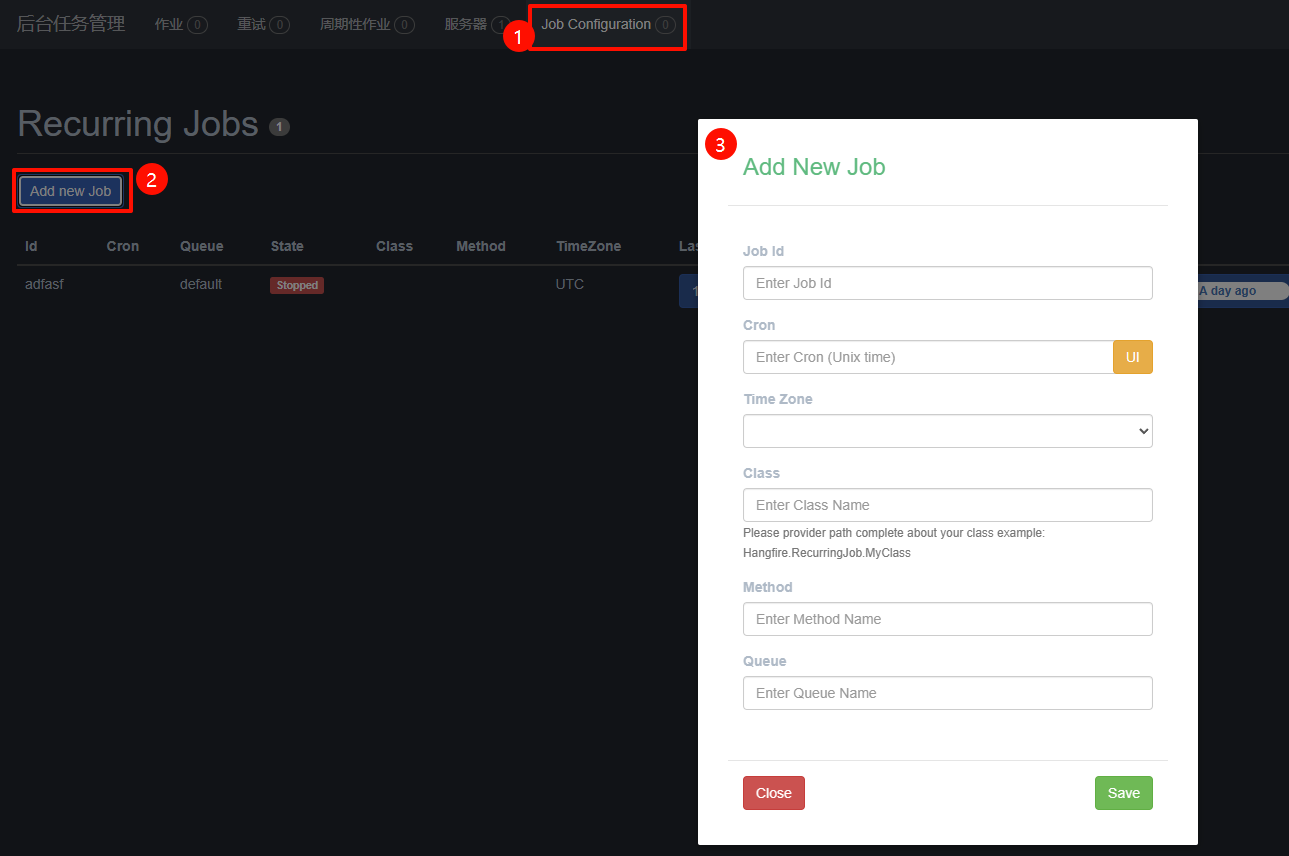 后台任务管理 作业 0 重试 0 周期性作业 0 服务器 1 Job Configuration 0
1
Recurring Jobs 1
Add new Job
2
Id Cron Queue State Class Method TimeZone
adfasf default Stopped UTC A day ago
3
Add New Job
Job Id
Enter Job Id
Cron
Enter Cron (Unix time) UI
Time Zone
Class
Enter Class Name
Please provider path complete about your class example:
Hangfire.RecurringJob.MyClass
Method
Enter Method Name
Queue
Enter Queue Name
Close Save